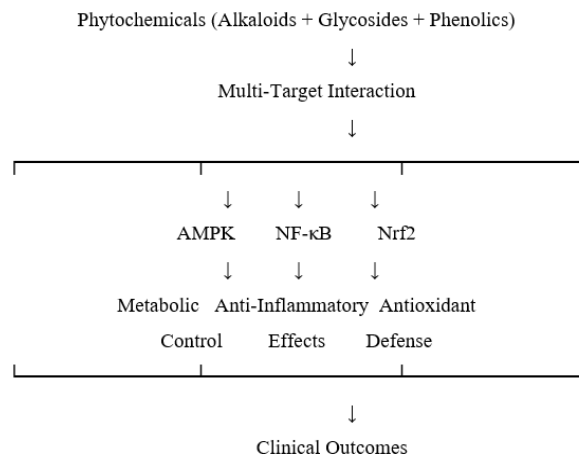 Phytochemicals (Alkaloids + Glycosides + Phenolics)
↓
Multi-Target Interaction
↓
↓ ↓ ↓
AMPK NF-κB Nrf2
↓ ↓ ↓
Metabolic Anti-Inflammatory Antioxidant
Control Effects Defense
↓
Clinical Outcomes